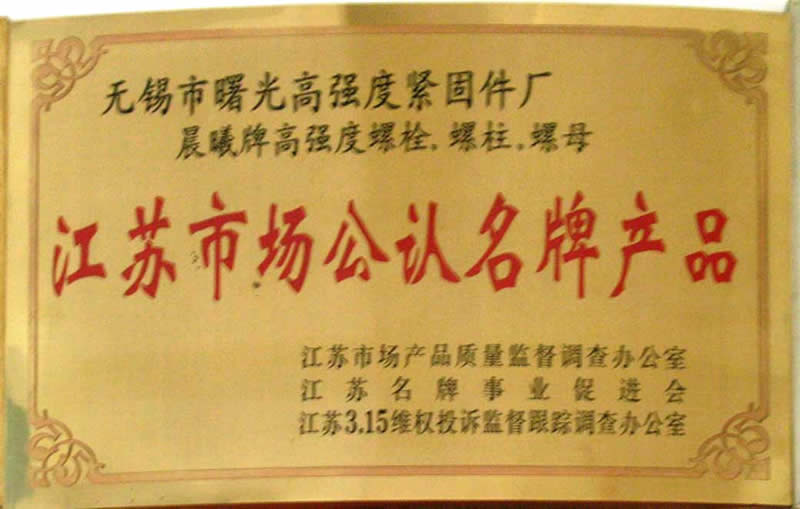 无锡市曙光高强度紧固件厂
晨曦牌高强度螺栓.螺柱.螺母
江苏市场公认名牌产品
江苏市场产品质量监督调查办公室
江苏名牌事业促进会
江苏3.15维权投诉监督跟踪调查办公室